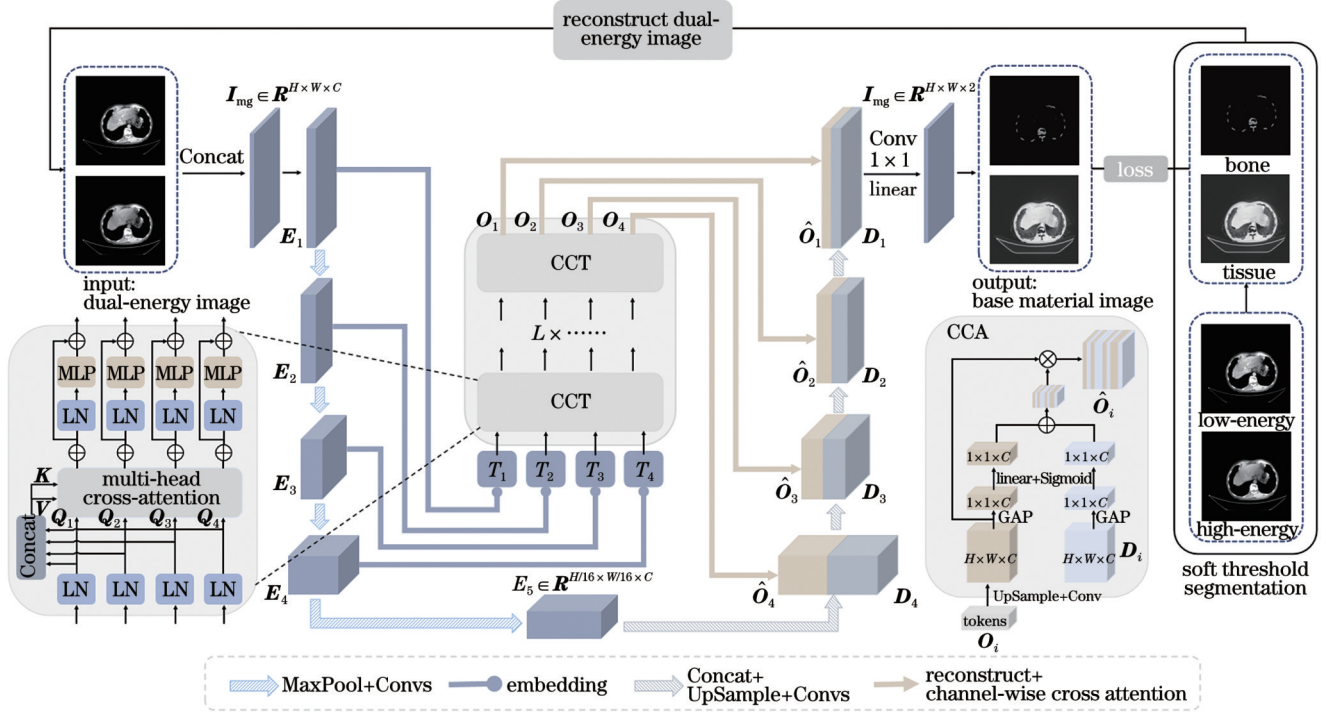 reconstruct dual-
energy image
I_mg ∈ R^{H×W×C}
Concat
E_1
input:
dual-energy image
O_1 O_2 O_3 O_4
CCT
L × ······
CCT
T_1 T_2 T_3 T_4
E_2
E_3
E_4
E_5 ∈ R^{H/16×W/16×C}
MLP MLP MLP MLP
LN LN LN LN
multi-head
cross-attention
K
V
Q_1 Q_2 Q_3 Q_4
Concat
LN LN LN LN
I_mg ∈ R^{H×W×2}
Conv
1×1
linear
Ô_1 D_1
Ô_2 D_2
Ô_3 D_3
Ô_4 D_4
output:
base material image
loss
bone
tissue
low-energy
high-energy
soft threshold
segmentation
CCA
Ô_i
1×1×C 1×1×C
linear+Sigmoid
1×1×C 1×1×C
GAP GAP
H×W×C H×W×C D_i
UpSample+Conv
tokens
O_i
MaxPool+Convs
embedding
Concat+
UpSample+Convs
reconstruct+
channel-wise cross attention